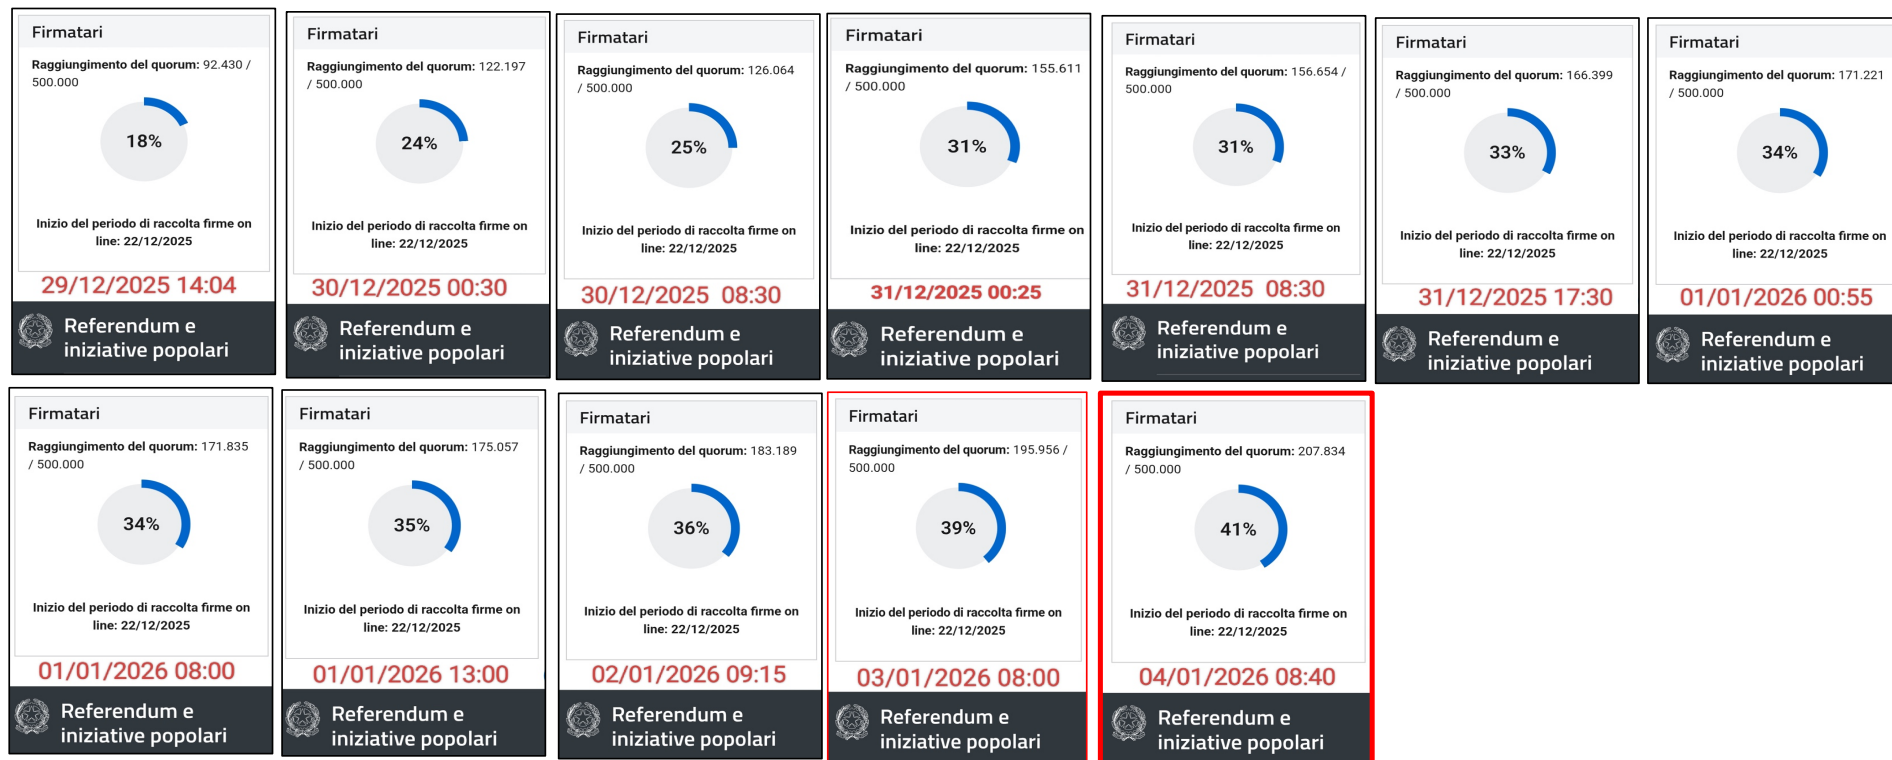 Firmatari
Raggiungimento del quorum: 92.430 /
500.000
18%
Inizio del periodo di raccolta firme on
line: 22/12/2025
29/12/2025 14:04
Referendum e
iniziative popolari
Firmatari
Raggiungimento del quorum: 122.197
/ 500.000
24%
Inizio del periodo di raccolta firme on
line: 22/12/2025
30/12/2025 00:30
Referendum e
iniziative popolari
Firmatari
Raggiungimento del quorum: 126.064
/ 500.000
25%
Inizio del periodo di raccolta firme on
line: 22/12/2025
30/12/2025 08:30
Referendum e
iniziative popolari
Firmatari
Raggiungimento del quorum: 155.611
/ 500.000
31%
Inizio del periodo di raccolta firme on
line: 22/12/2025
31/12/2025 00:25
Referendum e
iniziative popolari
Firmatari
Raggiungimento del quorum: 156.654 /
500.000
31%
Inizio del periodo di raccolta firme on
line: 22/12/2025
31/12/2025 08:30
Referendum e
iniziative popolari
Firmatari
Raggiungimento del quorum: 166.399
/ 500.000
33%
Inizio del periodo di raccolta firme on
line: 22/12/2025
31/12/2025 17:30
Referendum e
iniziative popolari
Firmatari
Raggiungimento del quorum: 171.221
/ 500.000
34%
Inizio del periodo di raccolta firme on
line: 22/12/2025
01/01/2026 00:55
Referendum e
iniziative popolari
Firmatari
Raggiungimento del quorum: 171.835
/ 500.000
34%
Inizio del periodo di raccolta firme on
line: 22/12/2025
01/01/2026 08:00
Referendum e
iniziative popolari
Firmatari
Raggiungimento del quorum: 175.057
/ 500.000
35%
Inizio del periodo di raccolta firme on
line: 22/12/2025
01/01/2026 13:00
Referendum e
iniziative popolari
Firmatari
Raggiungimento del quorum: 183.189
/ 500.000
36%
Inizio del periodo di raccolta firme on
line: 22/12/2025
02/01/2026 09:15
Referendum e
iniziative popolari
Firmatari
Raggiungimento del quorum: 195.956 /
500.000
39%
Inizio del periodo di raccolta firme on
line: 22/12/2025
03/01/2026 08:00
Referendum e
iniziative popolari
Firmatari
Raggiungimento del quorum: 207.834
/ 500.000
41%
Inizio del periodo di raccolta firme on
line: 22/12/2025
04/01/2026 08:40
Referendum e
iniziative popolari